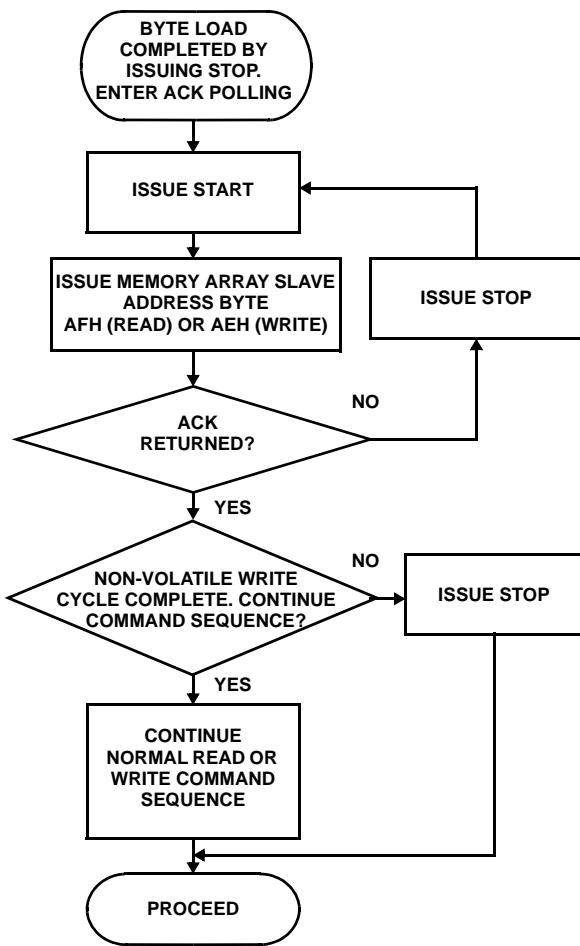 BYTE LOAD
COMPLETED BY
ISSUING STOP.
ENTER ACK POLLING
ISSUE START
ISSUE MEMORY ARRAY SLAVE
ADDRESS BYTE
AFH (READ) OR AEH (WRITE)
ISSUE STOP
ACK
RETURNED?
NO
YES
NON-VOLATILE WRITE
CYCLE COMPLETE. CONTINUE
COMMAND SEQUENCE?
NO
ISSUE STOP
YES
CONTINUE
NORMAL READ OR
WRITE COMMAND
SEQUENCE
PROCEED